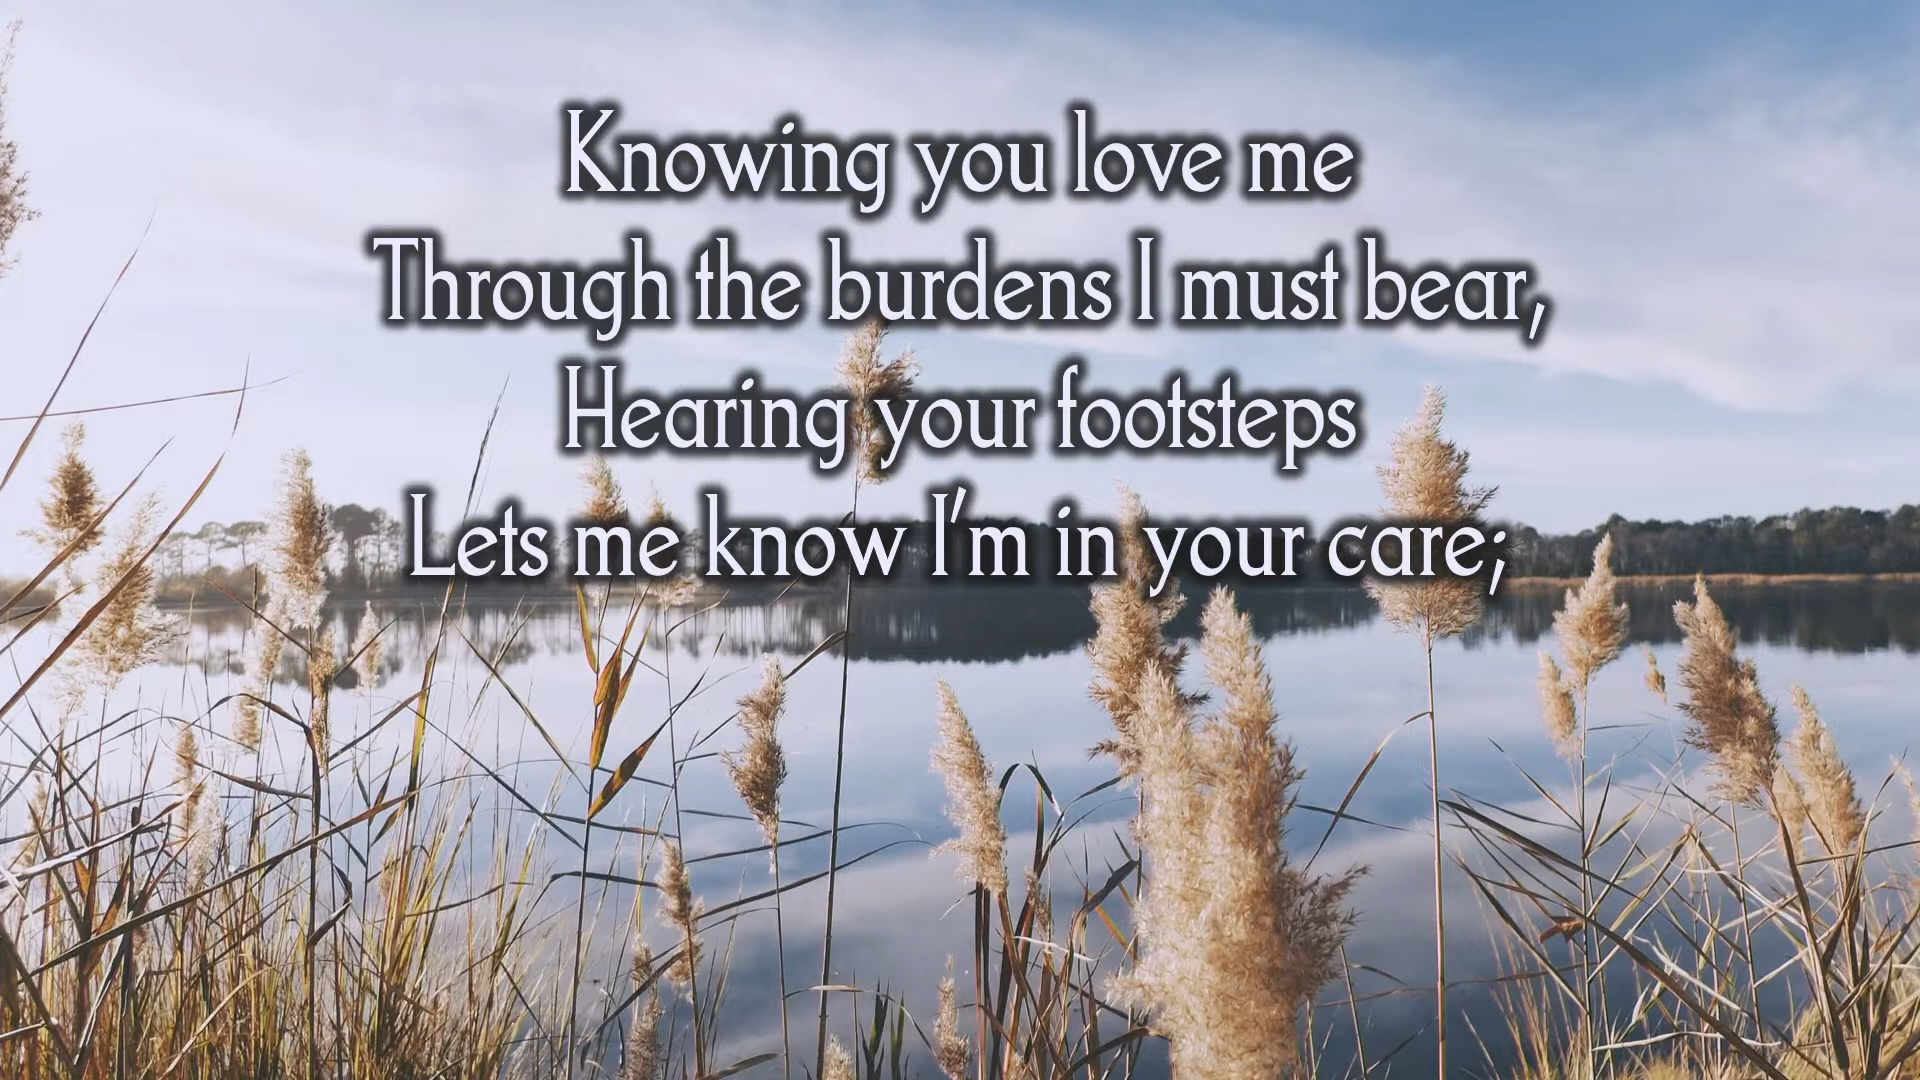 Knowing you love me
Through the burdens I must bear,
Hearing your footsteps
Lets me know I'm in your care;